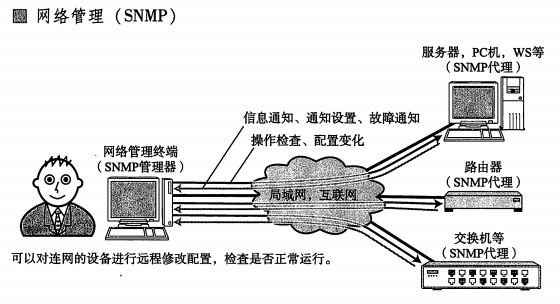 网络管理（SNMP）
服务器，PC机，WS等
（SNMP代理）
信息通知、通知设置、故障通知
操作检查、配置变化
网络管理终端
（SNMP管理器）
局域网，互联网
路由器
（SNMP代理）
交换机等
（SNMP代理）
可以对连网的设备进行远程修改配置，检查是否正常运行。